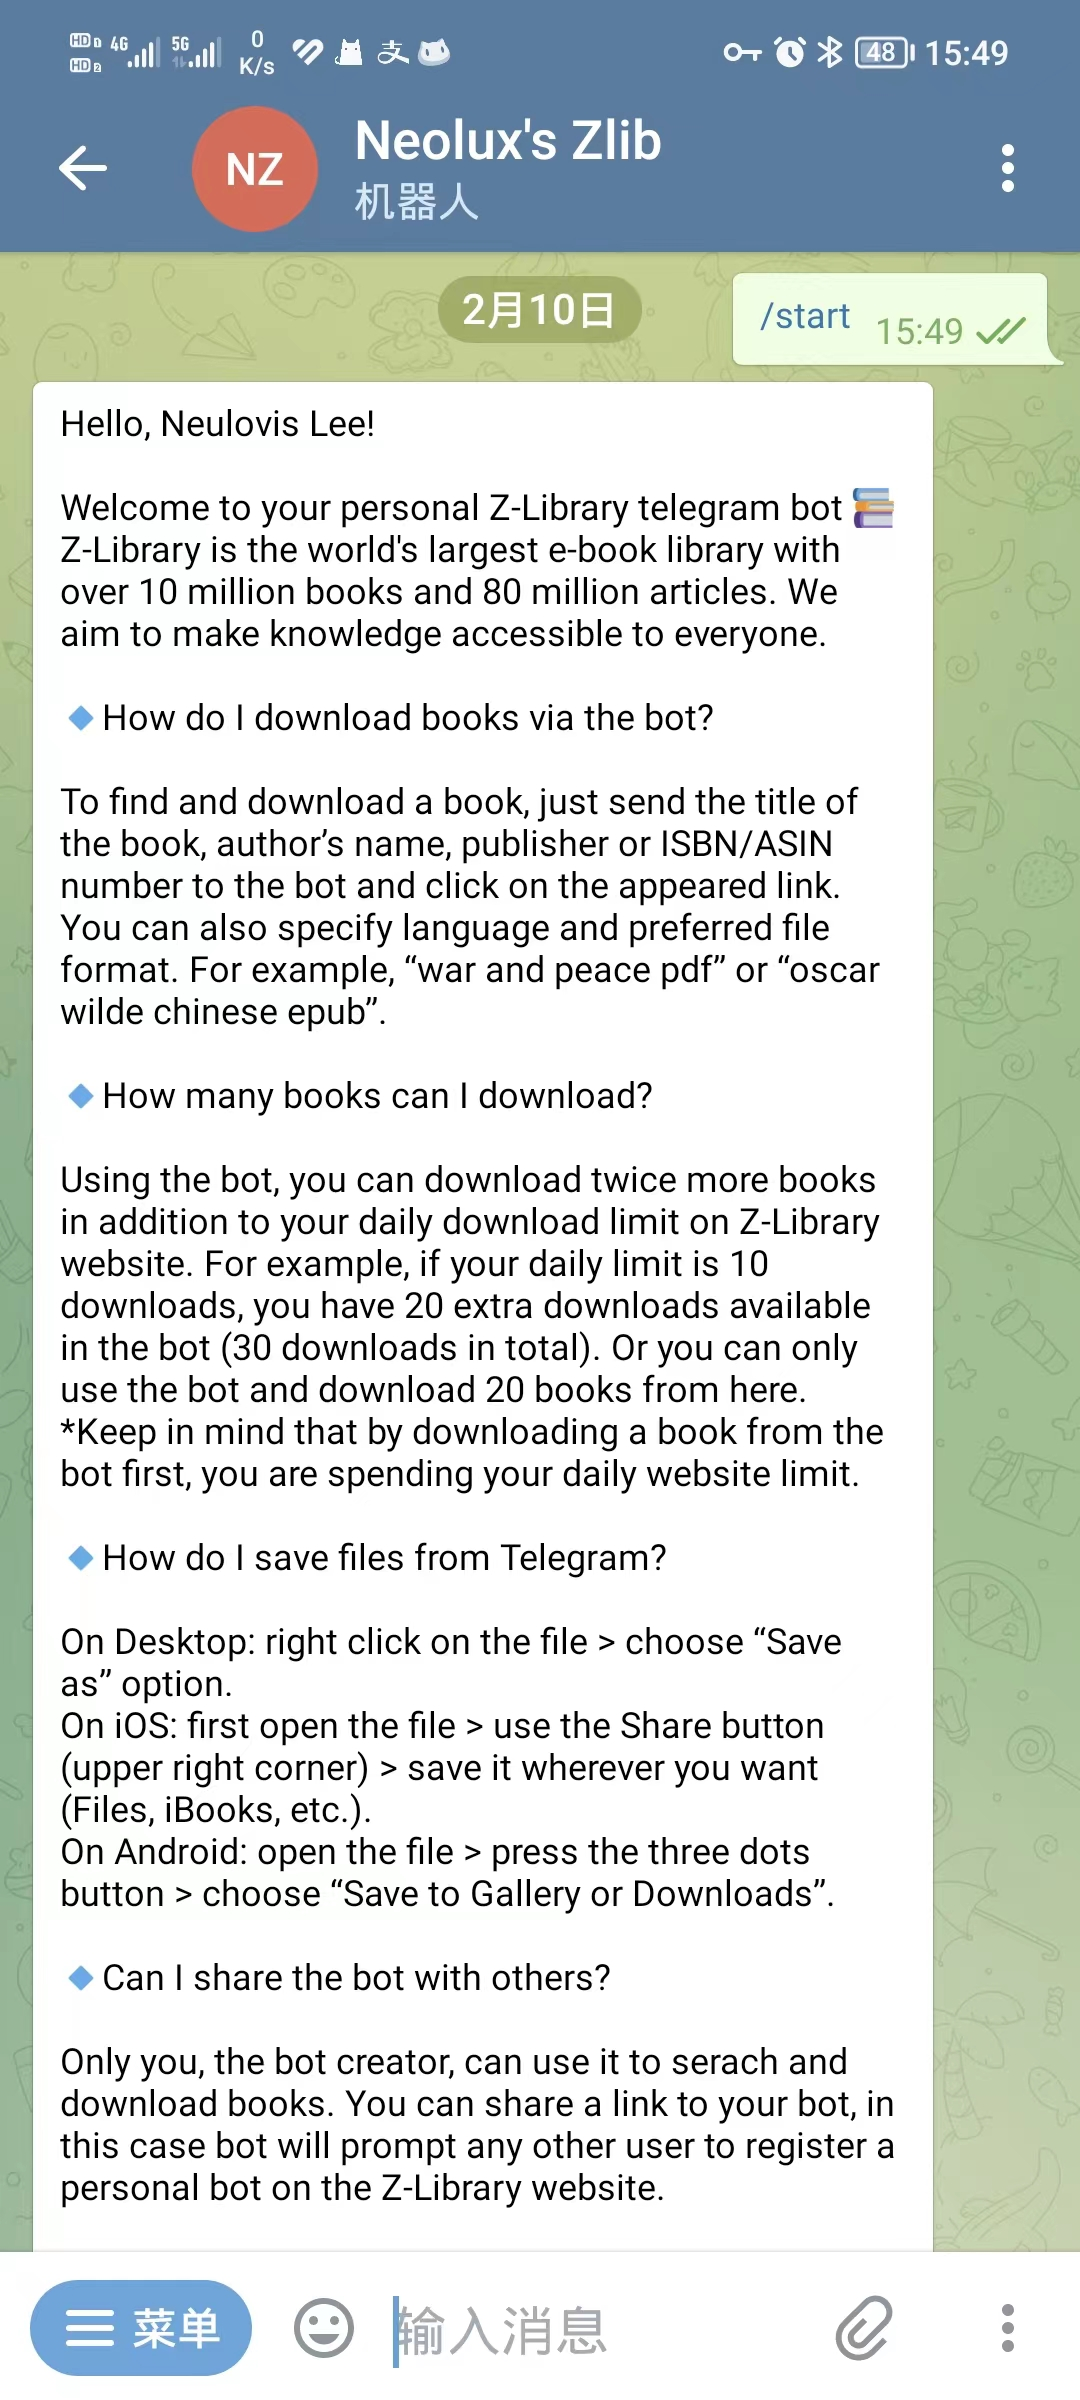 HD 1 4G 5G 0 K/s 支 48 15:49
HD 2
NZ
Neolux's Zlib
机器人
2月10日
/start 15:49
Hello, Neulovis Lee!
Welcome to your personal Z-Library telegram bot
Z-Library is the world's largest e-book library with
over 10 million books and 80 million articles. We
aim to make knowledge accessible to everyone.
How do I download books via the bot?
To find and download a book, just send the title of
the book, author’s name, publisher or ISBN/ASIN
number to the bot and click on the appeared link.
You can also specify language and preferred file
format. For example, “war and peace pdf” or “oscar
wilde chinese epub”.
How many books can I download?
Using the bot, you can download twice more books
in addition to your daily download limit on Z-Library
website. For example, if your daily limit is 10
downloads, you have 20 extra downloads available
in the bot (30 downloads in total). Or you can only
use the bot and download 20 books from here.
*Keep in mind that by downloading a book from the
bot first, you are spending your daily website limit.
How do I save files from Telegram?
On Desktop: right click on the file > choose “Save
as” option.
On iOS: first open the file > use the Share button
(upper right corner) > save it wherever you want
(Files, iBooks, etc.).
On Android: open the file > press the three dots
button > choose “Save to Gallery or Downloads”.
Can I share the bot with others?
Only you, the bot creator, can use it to serach and
download books. You can share a link to your bot, in
this case bot will prompt any other user to register a
personal bot on the Z-Library website.
菜单
输入消息